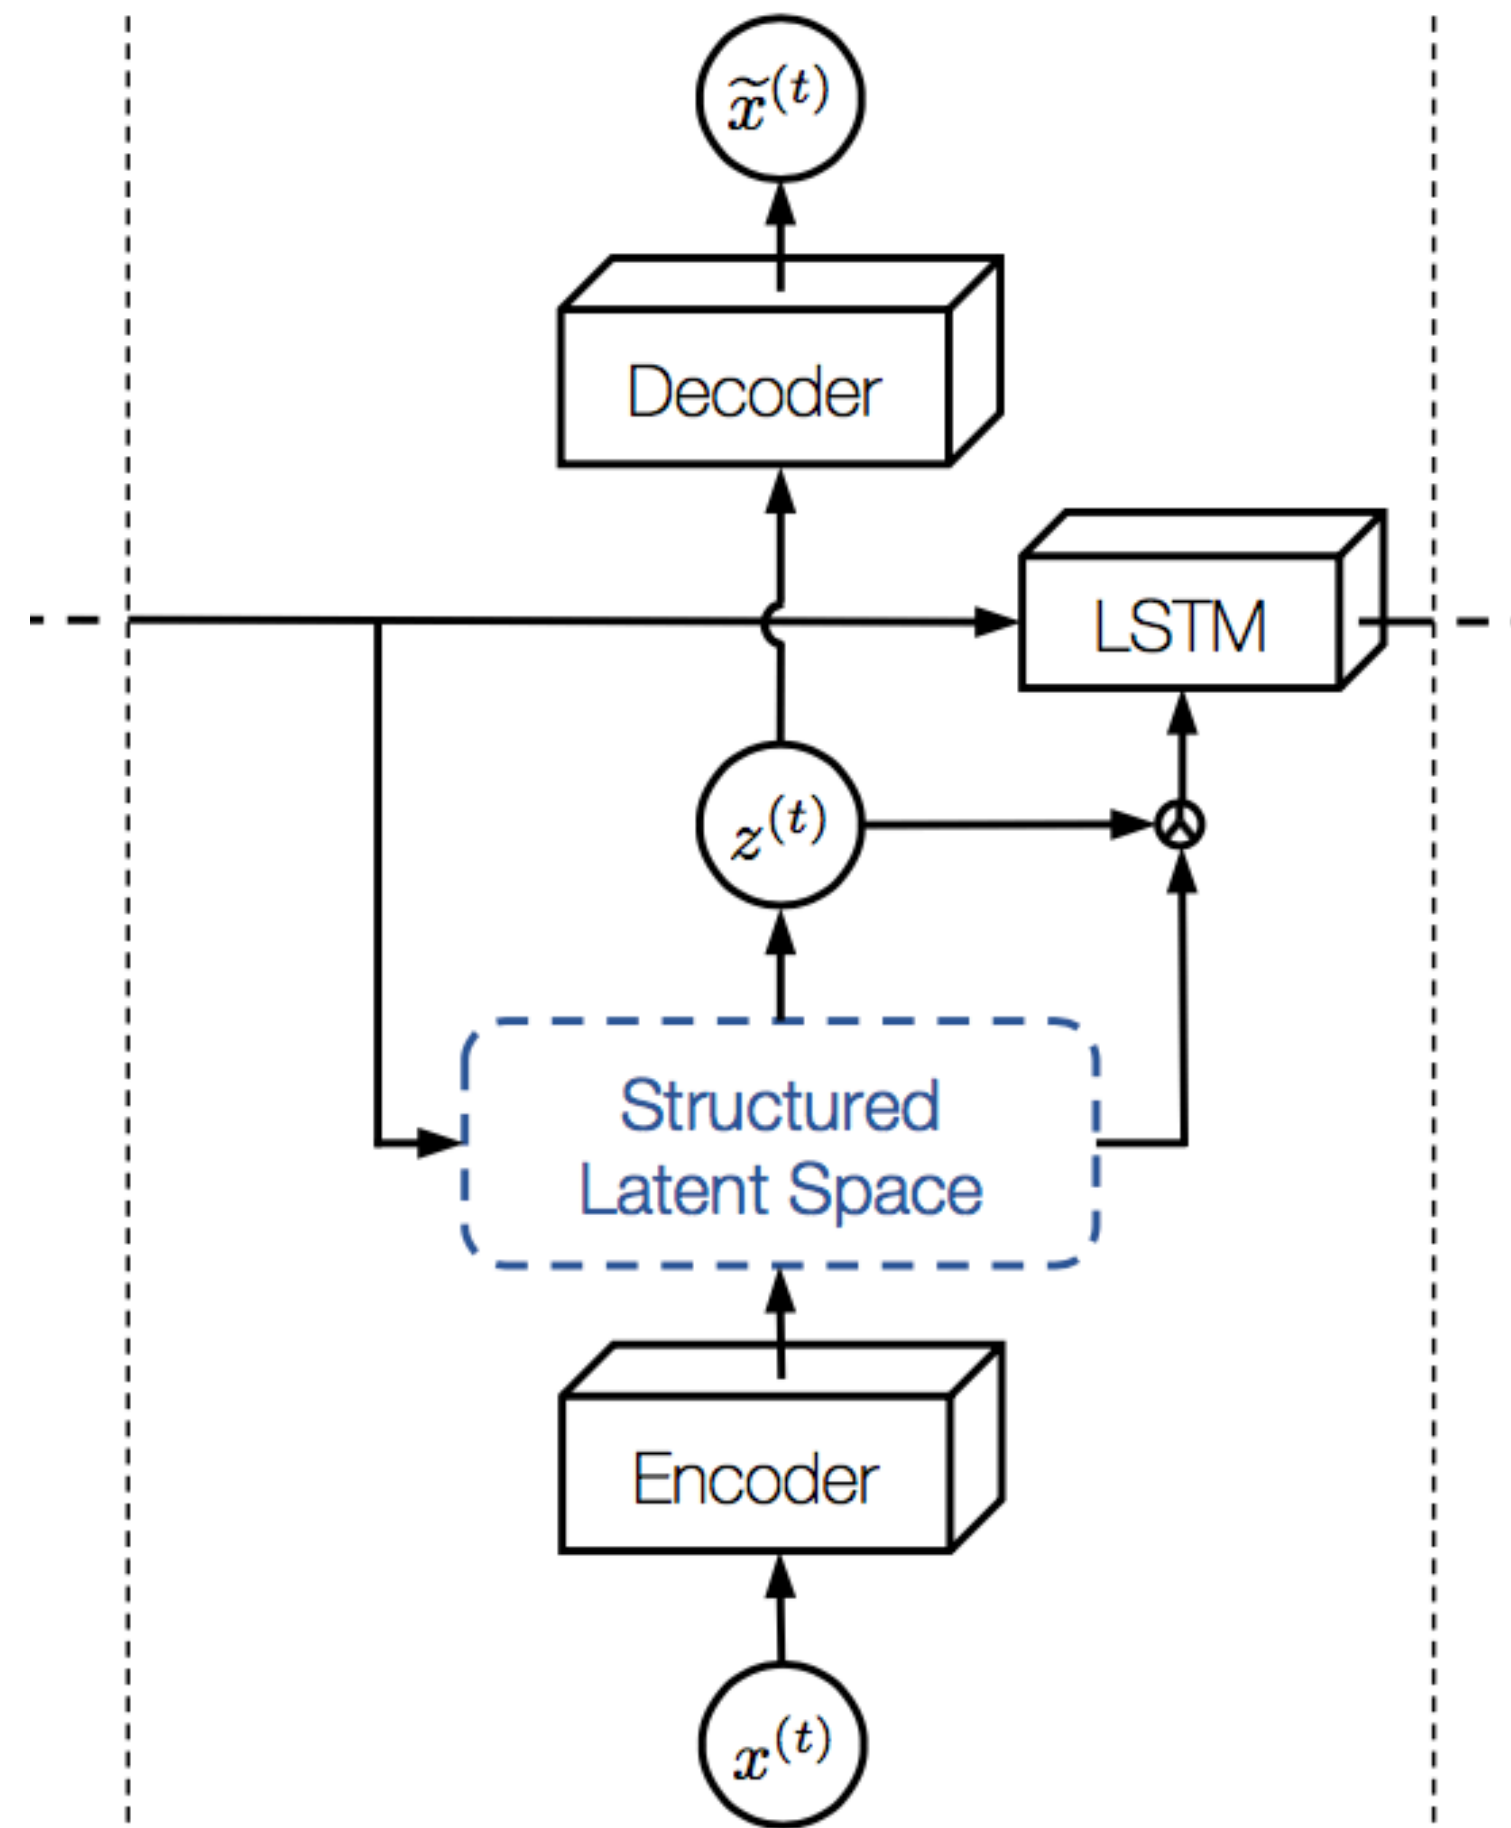 x̃^(t)
Decoder
LSTM
z^(t)
Structured
Latent Space
Encoder
x^(t)